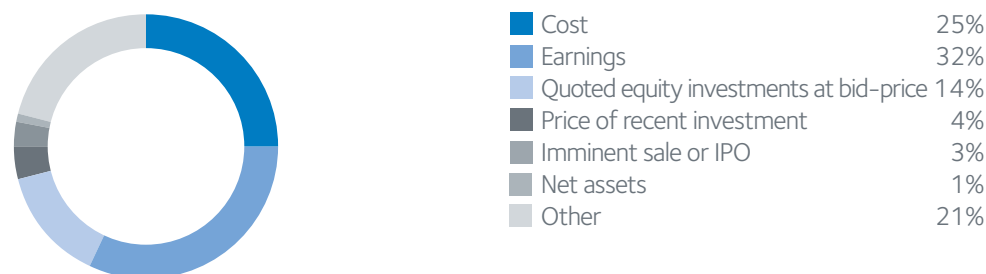 Cost 25%
Earnings 32%
Quoted equity investments at bid-price 14%
Price of recent investment 4%
Imminent sale or IPO 3%
Net assets 1%
Other 21%